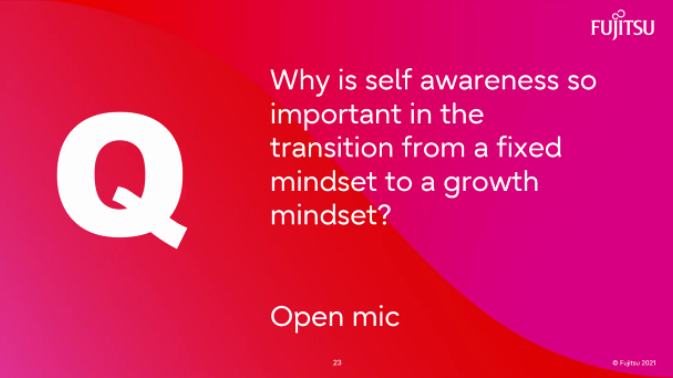 FUJITSU
Q
Why is self awareness so
important in the
transition from a fixed
mindset to a growth
mindset?
Open mic
23
© Fujitsu 2021